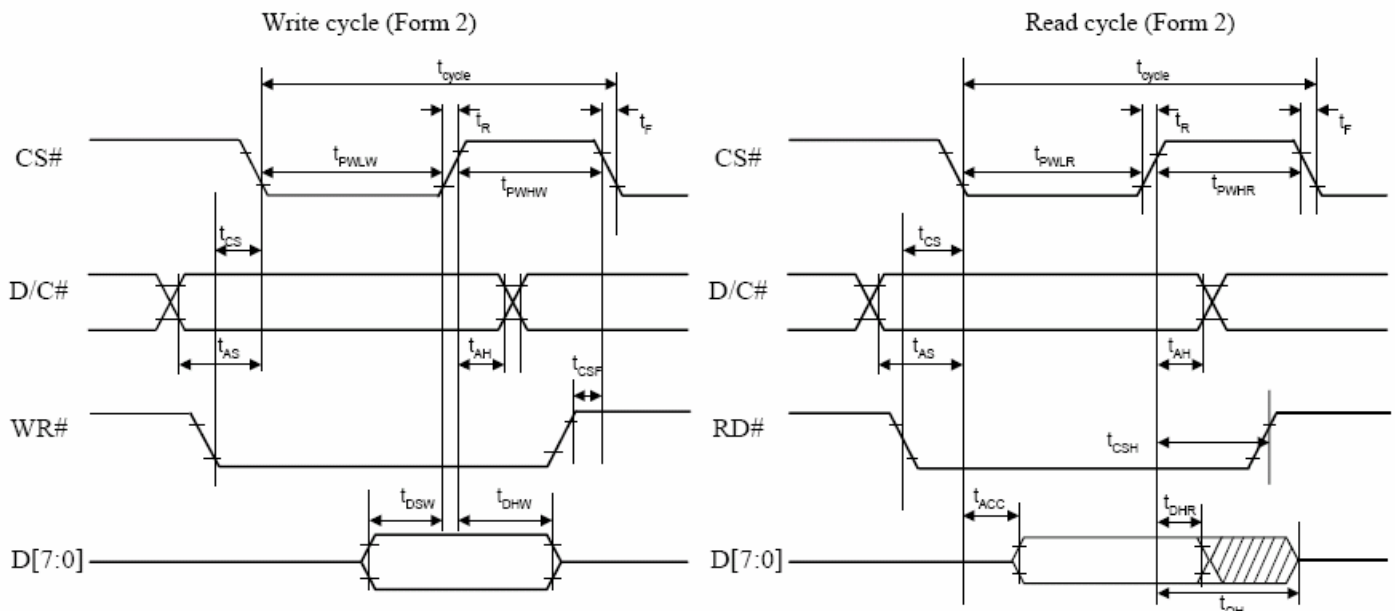 Write cycle (Form 2)
tcycle
tR
tF
CS#
tPWLW
tPWHW
tCS
D/C#
tAS
tAH
tCSF
WR#
tDSW
tDHW
D[7:0]
Read cycle (Form 2)
tcycle
tR
tF
CS#
tPWLR
tPWHR
tCS
D/C#
tAS
tAH
RD#
tCSH
tACC
tDHR
D[7:0]
tOH